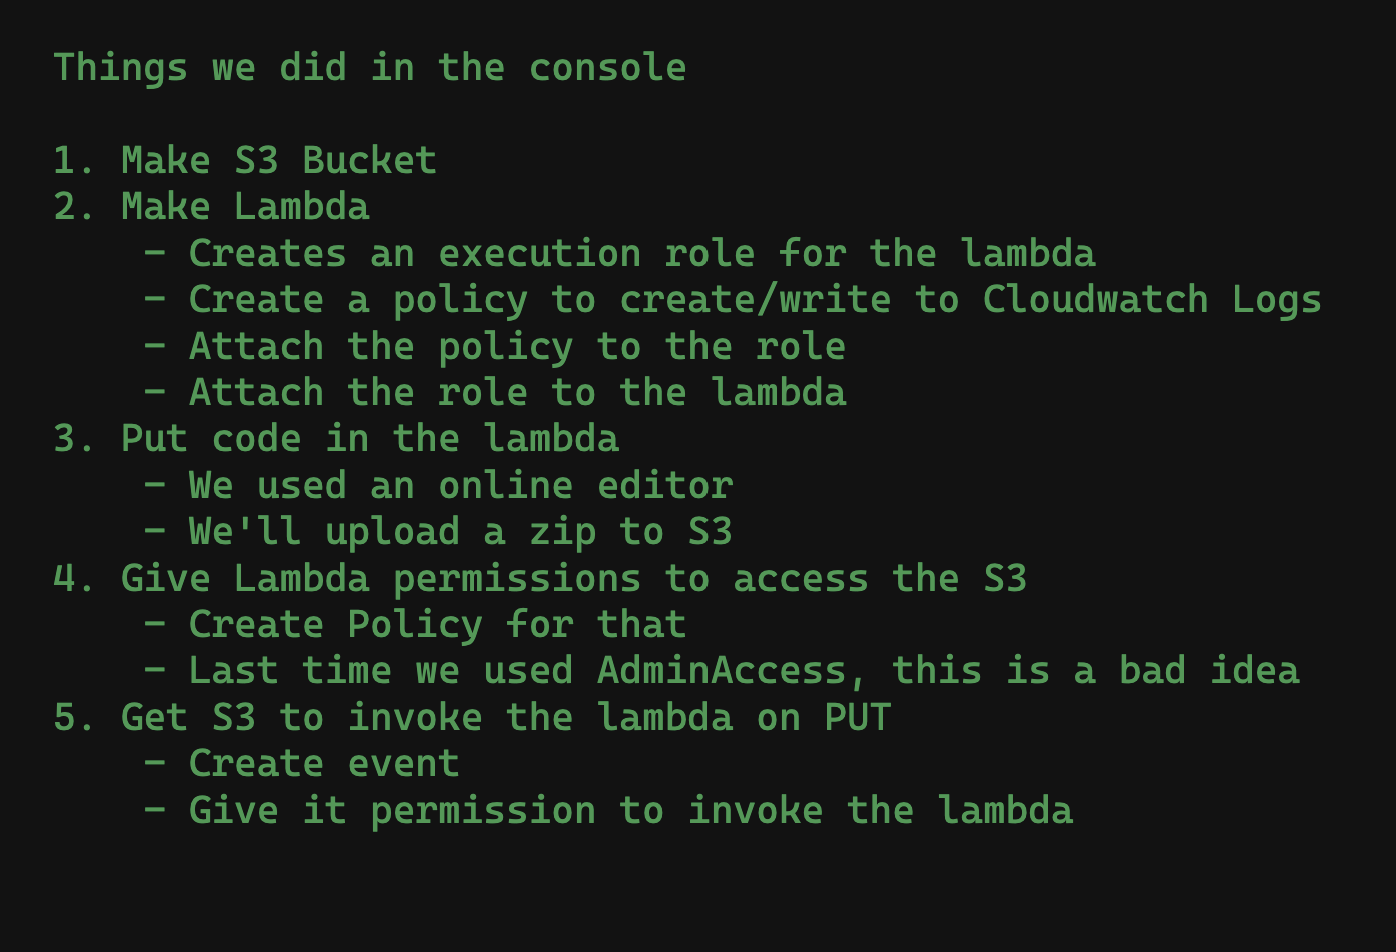 Things we did in the console
1. Make S3 Bucket
2. Make Lambda
- Creates an execution role for the lambda
- Create a policy to create/write to Cloudwatch Logs
- Attach the policy to the role
- Attach the role to the lambda
3. Put code in the lambda
- We used an online editor
- We'll upload a zip to S3
4. Give Lambda permissions to access the S3
- Create Policy for that
- Last time we used AdminAccess, this is a bad idea
5. Get S3 to invoke the lambda on PUT
- Create event
- Give it permission to invoke the lambda